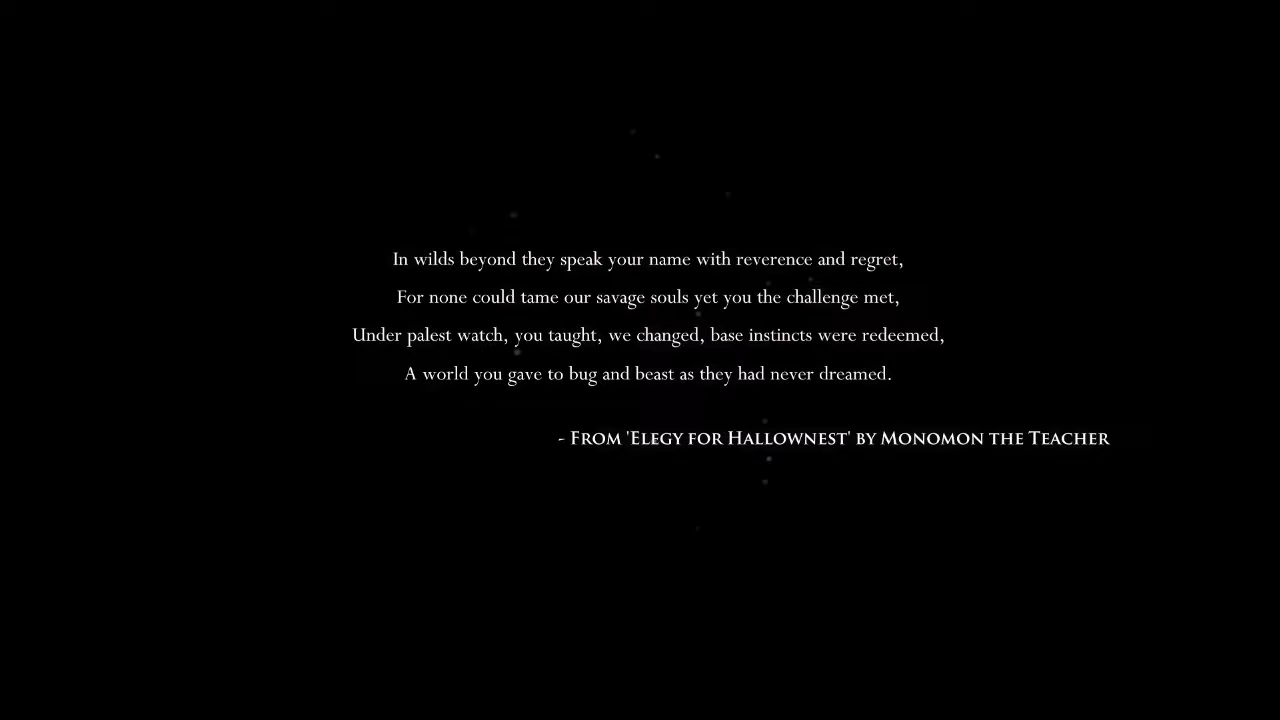 In wilds beyond they speak your name with reverence and regret,
For none could tame our savage souls yet you the challenge met,
Under palest watch, you taught, we changed, base instincts were redeemed,
A world you gave to bug and beast as they had never dreamed.
- From 'Elegy for Hallownest' by Monomon the Teacher